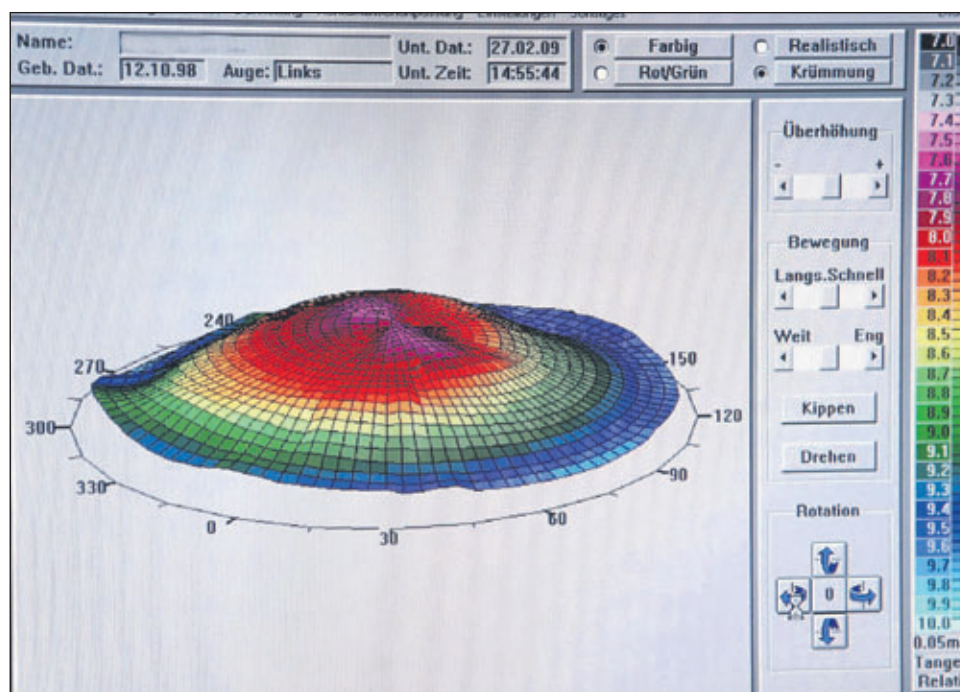 Name:
Unt. Dat.: 27.02.09
Geb. Dat.: 12.10.98 Auge: Links Unt. Zeit: 14:55:44
Farbig Realistisch
Rot/Grün Krümmung
Überhöhung
- +
Bewegung
Langs.Schnell
Weit Eng
Kippen
Drehen
Rotation
0
240
270
300
330
0
30
60
90
120
150
7.0
7.1
7.2
7.3
7.4
7.5
7.6
7.7
7.8
7.9
8.0
8.1
8.2
8.3
8.4
8.5
8.6
8.7
8.8
8.9
9.0
9.1
9.2
9.3
9.4
9.5
9.6
9.7
9.8
9.9
10.0
0.05m
Tange
Relati